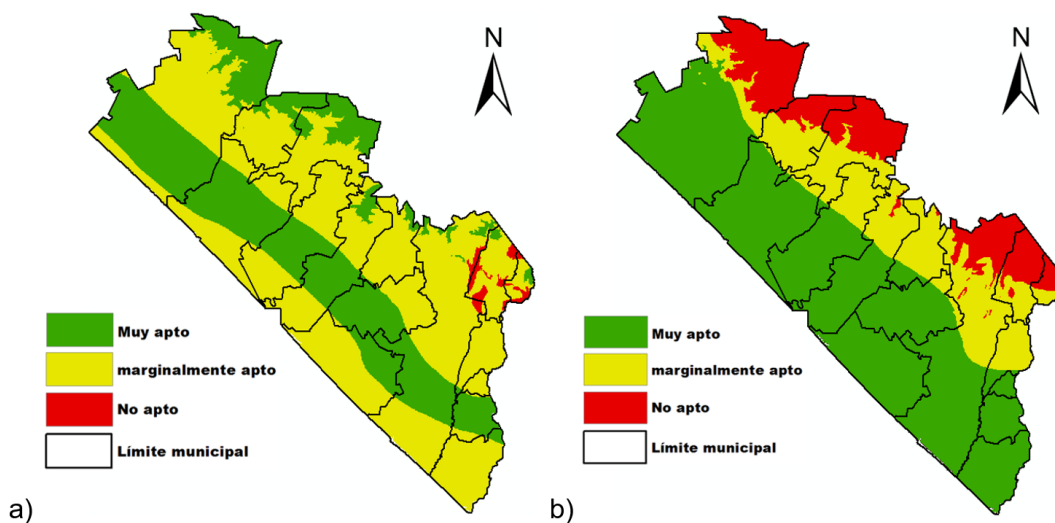 N
Muy apto
marginalmente apto
No apto
Límite municipal
a)
N
Muy apto
marginalmente apto
No apto
Límite municipal
b)